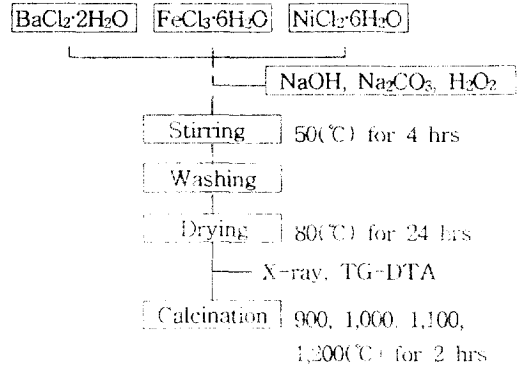 BaCl₂·2H₂O FeCl₃·6H₂O NiCl₂·6H₂O
NaOH, Na₂CO₃, H₂O₂
Stirring 50(℃) for 4 hrs
Washing
Drying 80(℃) for 24 hrs
X-ray, TG-DTA
Calcination 900, 1,000, 1,100,
1,200(℃) for 2 hrs